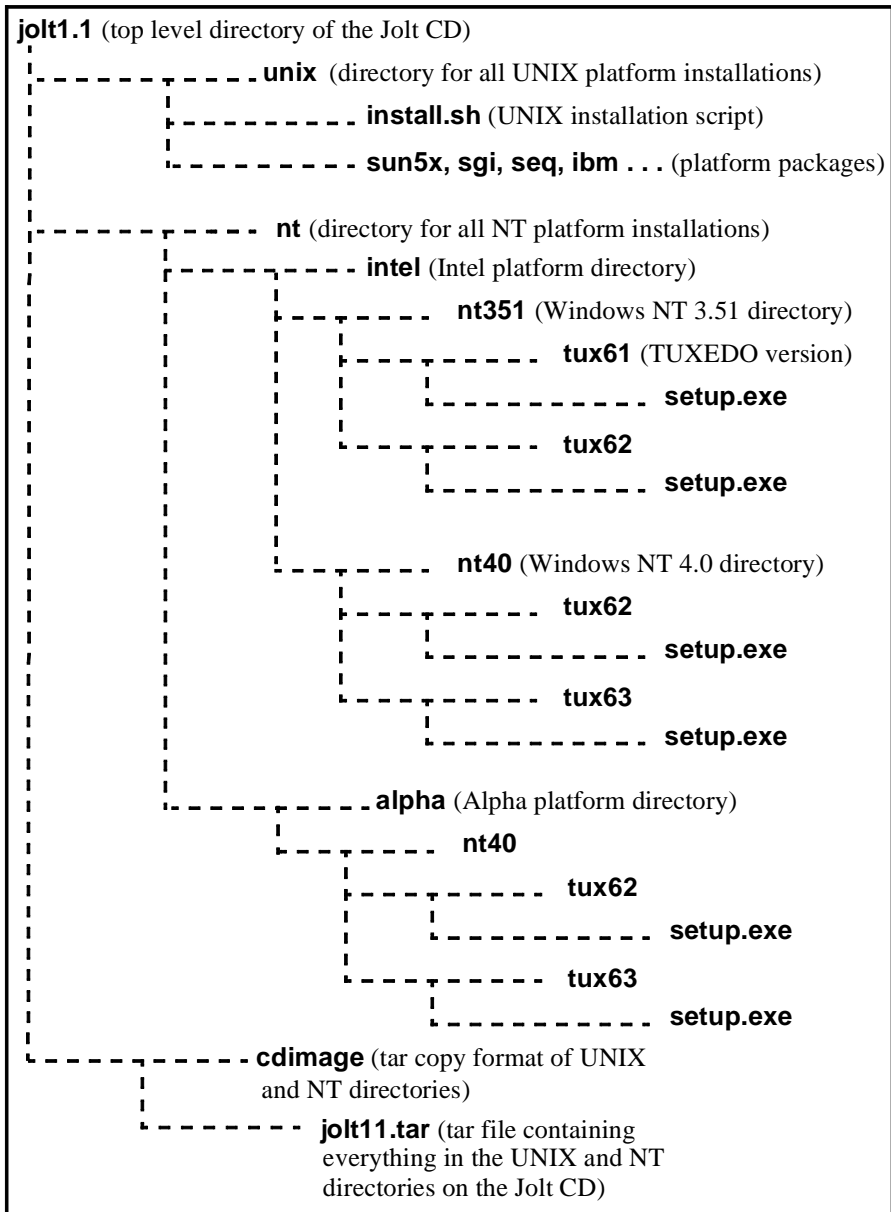 jolt1.1 (top level directory of the Jolt CD)
unix (directory for all UNIX platform installations)
install.sh (UNIX installation script)
sun5x, sgi, seq, ibm . . . (platform packages)
nt (directory for all NT platform installations)
intel (Intel platform directory)
nt351 (Windows NT 3.51 directory)
tux61 (TUXEDO version)
setup.exe
tux62
setup.exe
nt40 (Windows NT 4.0 directory)
tux62
setup.exe
tux63
setup.exe
alpha (Alpha platform directory)
nt40
tux62
setup.exe
tux63
setup.exe
cdimage (tar copy format of UNIX
and NT directories)
jolt11.tar (tar file containing
everything in the UNIX and NT
directories on the Jolt CD)